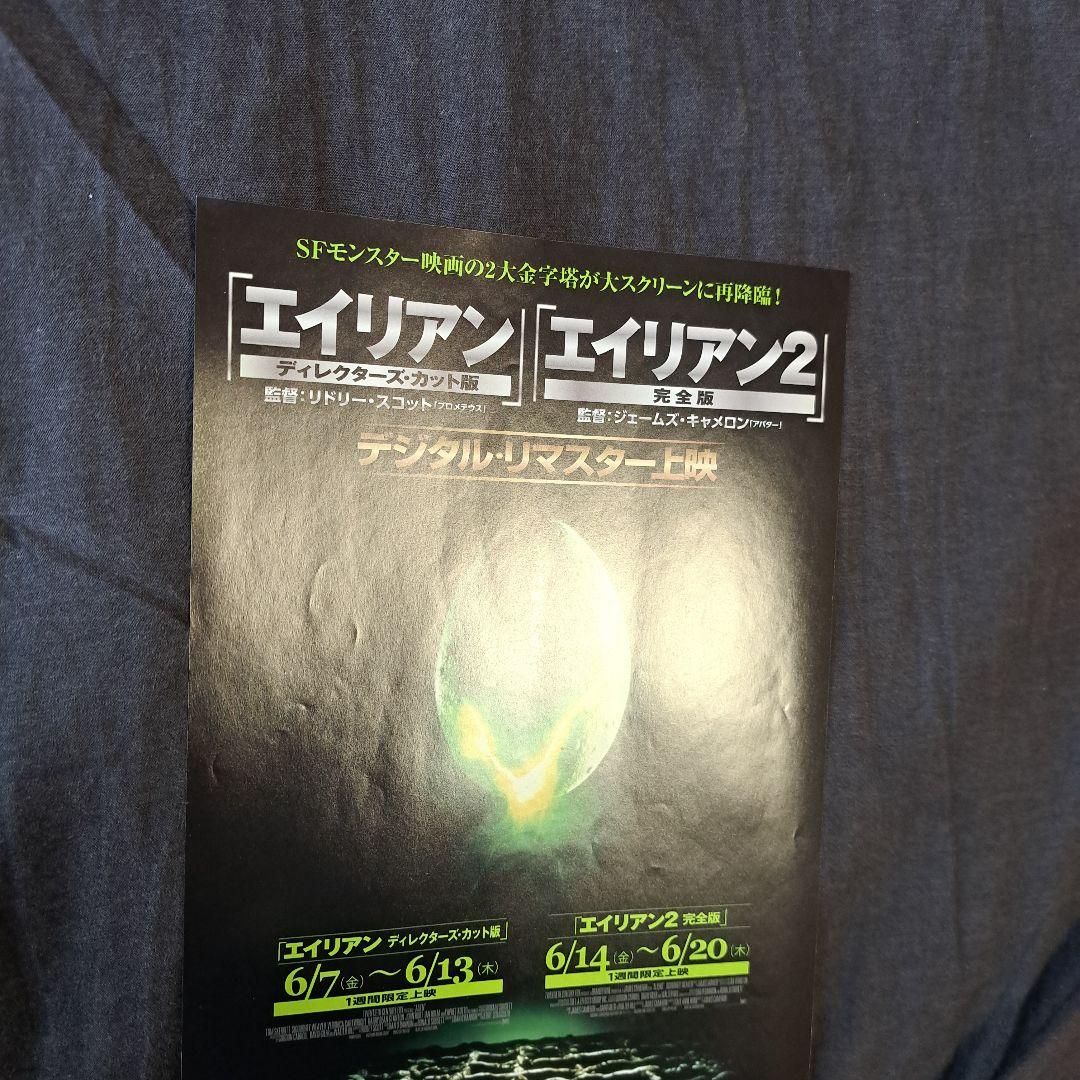 SFモンスター映画の2大金字塔が大スクリーンに再降臨!
「エイリアン
ディレクターズ・カット版」
監督:リドリー・スコット「プロメテウス」
「エイリアン2
完全版」
監督:ジェームズ・キャメロン「アバター」
デジタル・リマスター上映
「エイリアン ディレクターズ・カット版」
6/7(金)〜6/13(木)
1週間限定上映
「エイリアン2 完全版」
6/14(金)〜6/20(木)
1週間限定上映